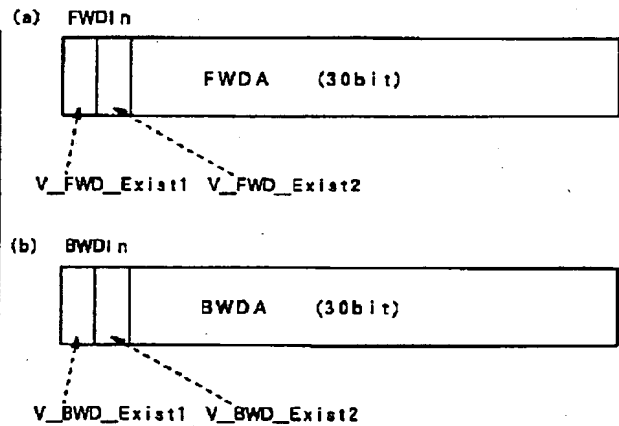 (a) FWDIn
FWDA (30bit)
V_FWD_Exist1 V_FWD_Exist2
(b) BWDIn
BWDA (30bit)
V_BWD_Exist1 V_BWD_Exist2